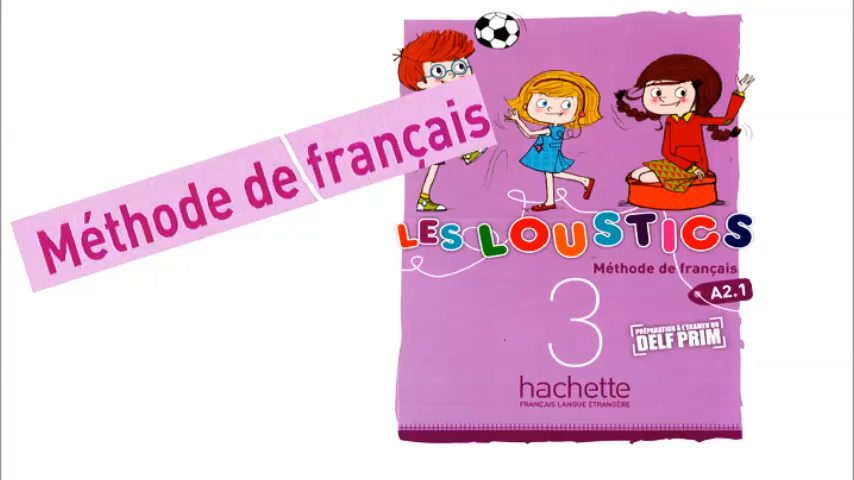 Méthode de français
LES LOUSTICS
Méthode de français
A2.1
3
PRÉPARATION À L'EXAMEN DU
DELF PRIM
hachette
FRANÇAIS LANGUE ÉTRANGÈRE